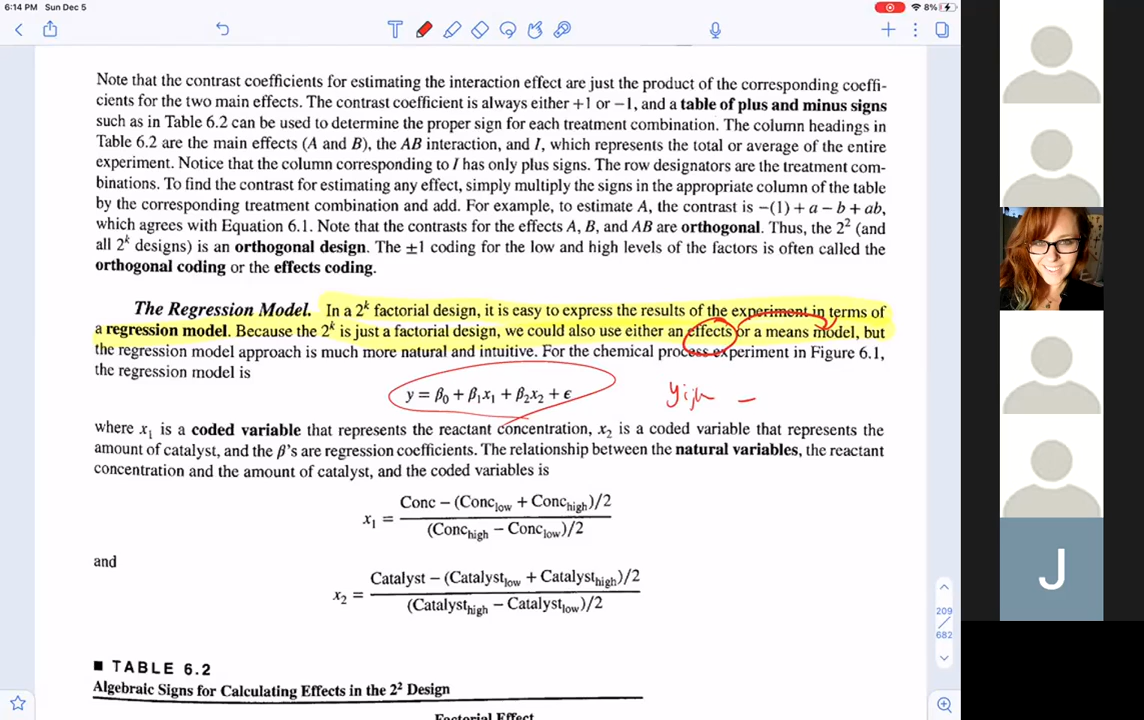 6:14 PM Sun Dec 5
8%
Note that the contrast coefficients for estimating the interaction effect are just the product of the corresponding coeffi-
cients for the two main effects. The contrast coefficient is always either +1 or −1, and a table of plus and minus signs
such as in Table 6.2 can be used to determine the proper sign for each treatment combination. The column headings in
Table 6.2 are the main effects (A and B), the AB interaction, and I, which represents the total or average of the entire
experiment. Notice that the column corresponding to I has only plus signs. The row designators are the treatment com-
binations. To find the contrast for estimating any effect, simply multiply the signs in the appropriate column of the table
by the corresponding treatment combination and add. For example, to estimate A, the contrast is −(1) + a − b + ab,
which agrees with Equation 6.1. Note that the contrasts for the effects A, B, and AB are orthogonal. Thus, the 2² (and
all 2ᵏ designs) is an orthogonal design. The ±1 coding for the low and high levels of the factors is often called the
orthogonal coding or the effects coding.
The Regression Model. In a 2ᵏ factorial design, it is easy to express the results of the experiment in terms of
a regression model. Because the 2ᵏ is just a factorial design, we could also use either an effects or a means model, but
the regression model approach is much more natural and intuitive. For the chemical process experiment in Figure 6.1,
the regression model is
y = β₀ + β₁x₁ + β₂x₂ + ϵ
yijk –
where x₁ is a coded variable that represents the reactant concentration, x₂ is a coded variable that represents the
amount of catalyst, and the β's are regression coefficients. The relationship between the natural variables, the reactant
concentration and the amount of catalyst, and the coded variables is
x₁ = Conc − (Conclow + Conchigh)/2
(Conchigh − Conclow)/2
and
x₂ = Catalyst − (Catalystlow + Catalysthigh)/2
(Catalysthigh − Catalystlow)/2
209
/
682
■ TABLE 6.2
Algebraic Signs for Calculating Effects in the 2² Design
Factorial Effect
J